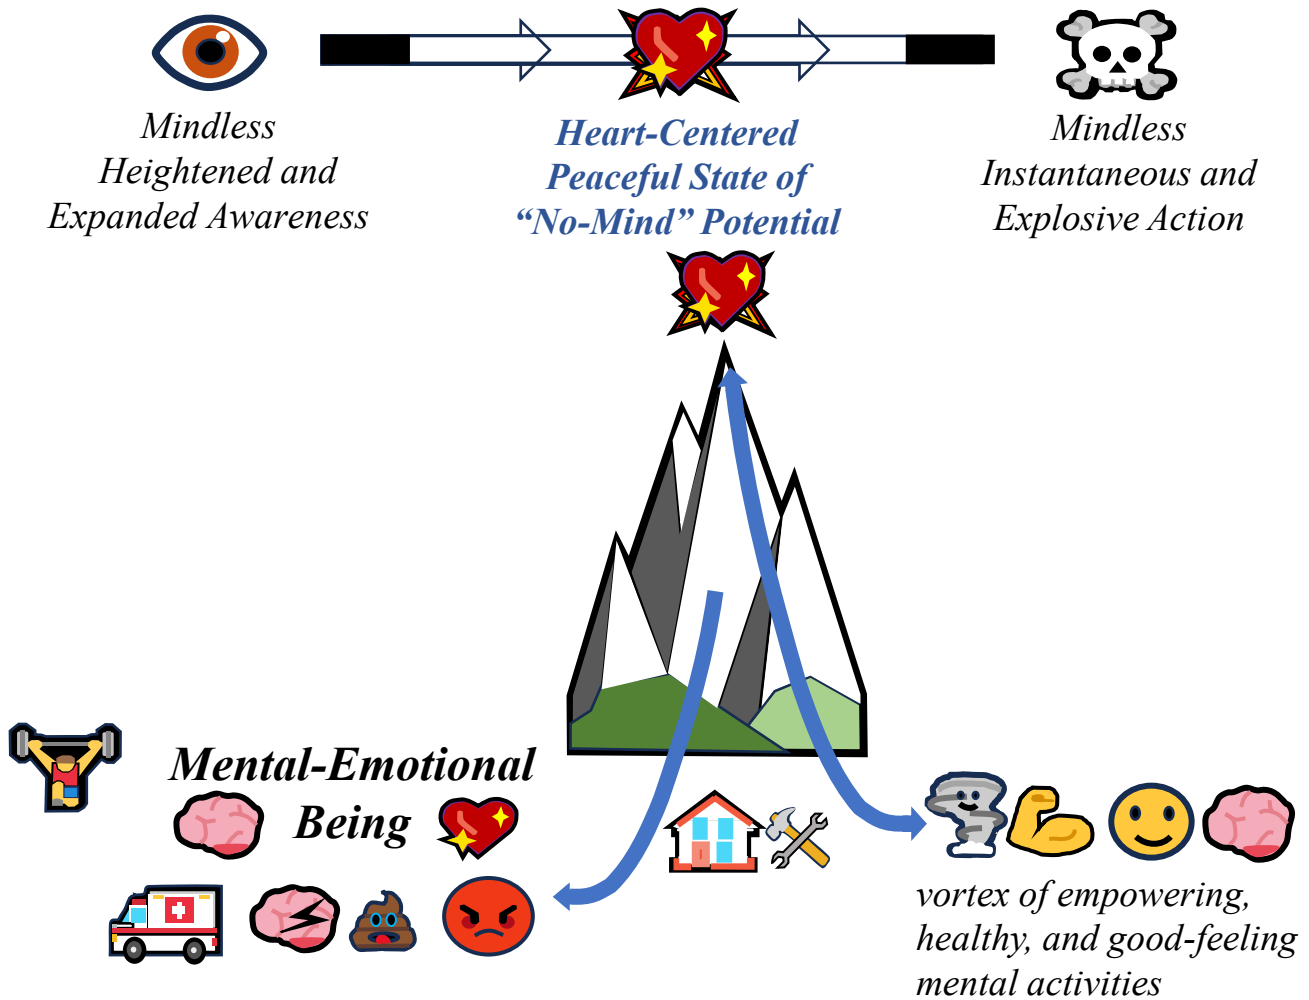 Mindless
Heightened and
Expanded Awareness
Heart-Centered
Peaceful State of
“No-Mind” Potential
Mindless
Instantaneous and
Explosive Action
Mental-Emotional
Being
vortex of empowering,
healthy, and good-feeling
mental activities